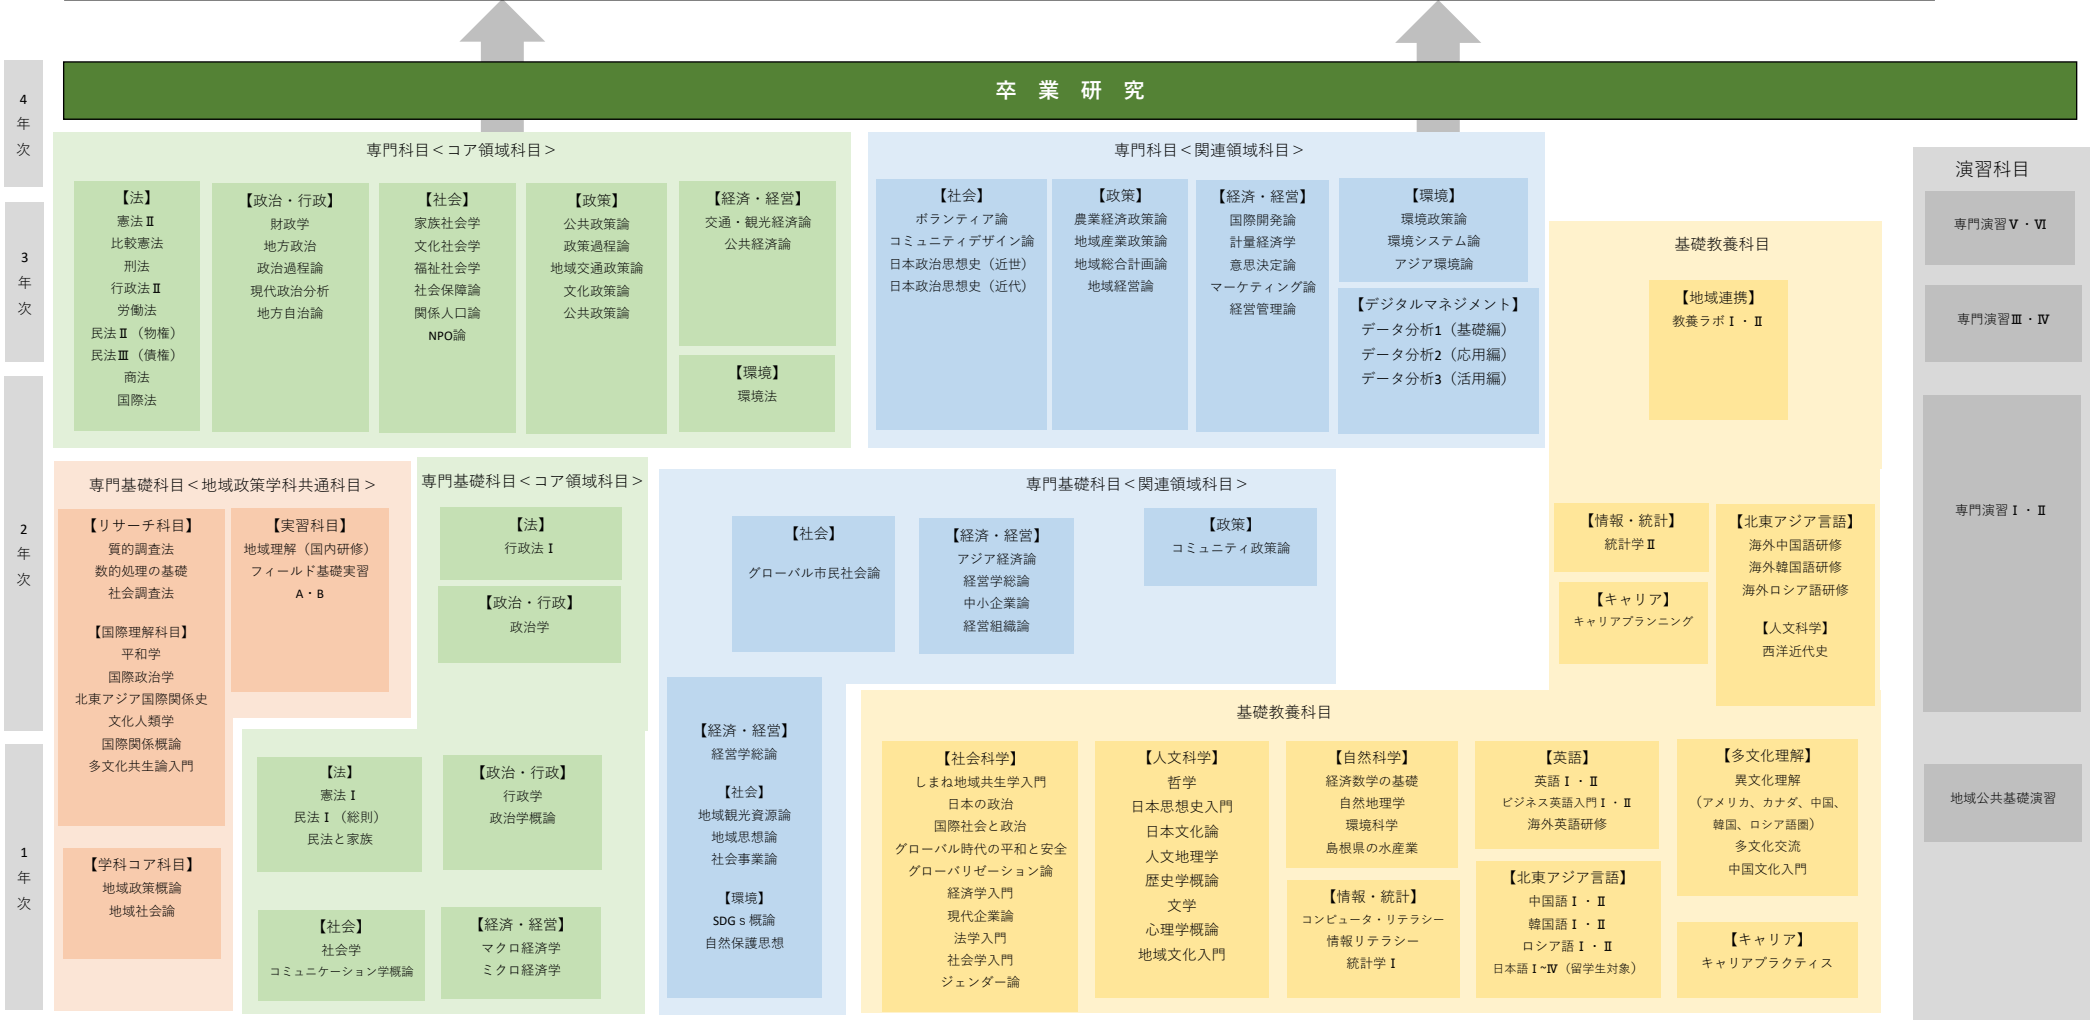 卒業研究
4年次
3年次
2年次
1年次
専門科目＜コア領域科目＞
【法】
憲法Ⅱ
比較憲法
刑法
行政法Ⅱ
労働法
民法Ⅱ（物権）
民法Ⅲ（債権）
商法
国際法
【政治・行政】
財政学
地方政治
政治過程論
現代政治分析
地方自治論
【社会】
家族社会学
文化社会学
福祉社会学
社会保障論
関係人口論
NPO論
【政策】
公共政策論
政策過程論
地域交通政策論
文化政策論
公共政策論
【経済・経営】
交通・観光経済論
公共経済論
【環境】
環境法
専門科目＜関連領域科目＞
【社会】
ボランティア論
コミュニティデザイン論
日本政治思想史（近世）
日本政治思想史（近代）
【政策】
農業経済政策論
地域産業政策論
地域総合計画論
地域経営論
【経済・経営】
国際開発論
計量経済学
意思決定論
マーケティング論
経営管理論
【環境】
環境政策論
環境システム論
アジア環境論
【デジタルマネジメント】
データ分析1（基礎編）
データ分析2（応用編）
データ分析3（活用編）
基礎教養科目
【地域連携】
教養ラボⅠ・Ⅱ
演習科目
専門演習Ⅴ・Ⅵ
専門演習Ⅲ・Ⅳ
専門演習Ⅰ・Ⅱ
地域公共基礎演習
専門基礎科目＜地域政策学科共通科目＞
【リサーチ科目】
質的調査法
数的処理の基礎
社会調査法
【国際理解科目】
平和学
国際政治学
北東アジア国際関係史
文化人類学
国際関係概論
多文化共生論入門
【実習科目】
地域理解（国内研修）
フィールド基礎実習
A・B
【学科コア科目】
地域政策概論
地域社会論
専門基礎科目＜コア領域科目＞
【法】
行政法Ⅰ
【政治・行政】
政治学
【法】
憲法Ⅰ
民法Ⅰ（総則）
民法と家族
【政治・行政】
行政学
政治学概論
【社会】
社会学
コミュニケーション学概論
【経済・経営】
マクロ経済学
ミクロ経済学
専門基礎科目＜関連領域科目＞
【社会】
グローバル市民社会論
【経済・経営】
アジア経済論
経営学総論
中小企業論
経営組織論
【政策】
コミュニティ政策論
【経済・経営】
経営学総論
【社会】
地域観光資源論
地域思想論
社会事業論
【環境】
SDGｓ概論
自然保護思想
【情報・統計】
統計学Ⅱ
【キャリア】
キャリアプランニング
【北東アジア言語】
海外中国語研修
海外韓国語研修
海外ロシア語研修
【人文科学】
西洋近代史
基礎教養科目
【社会科学】
しまね地域共生学入門
日本の政治
国際社会と政治
グローバル時代の平和と安全
グローバリゼーション論
経済学入門
現代企業論
法学入門
社会学入門
ジェンダー論
【人文科学】
哲学
日本思想史入門
日本文化論
人文地理学
歴史学概論
文学
心理学概論
地域文化入門
【自然科学】
経済数学の基礎
自然地理学
環境科学
島根県の水産業
【情報・統計】
コンピュータ・リテラシー
情報リテラシー
統計学Ⅰ
【英語】
英語Ⅰ・Ⅱ
ビジネス英語入門Ⅰ・Ⅱ
海外英語研修
【北東アジア言語】
中国語Ⅰ・Ⅱ
韓国語Ⅰ・Ⅱ
ロシア語Ⅰ・Ⅱ
日本語Ⅰ~Ⅳ（留学生対象）
【多文化理解】
異文化理解
（アメリカ、カナダ、中国、
韓国、ロシア語圏）
多文化交流
中国文化入門
【キャリア】
キャリアプラクティス